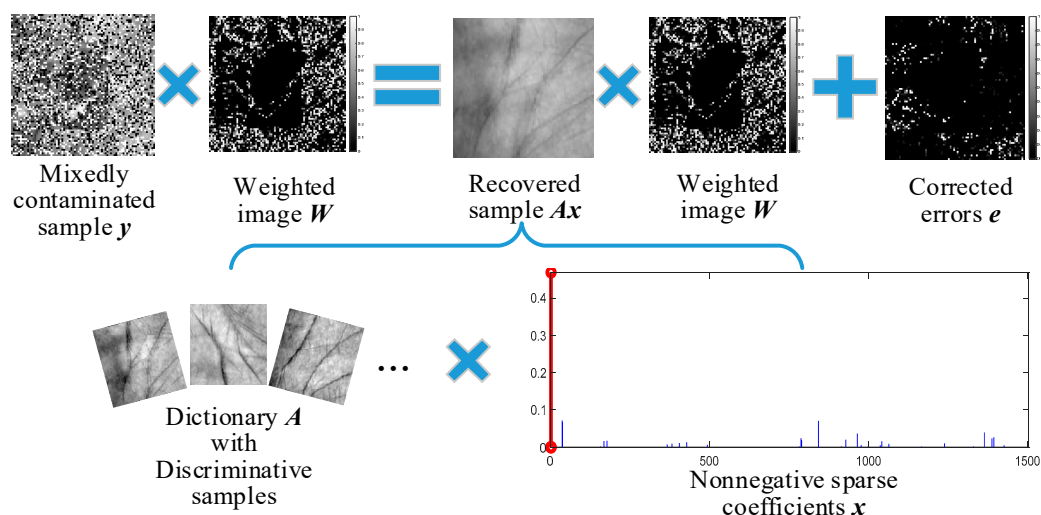 Mixedly
contaminated
sample y
Weighted
image W
Recovered
sample Ax
Weighted
image W
Corrected
errors e
Dictionary A
with
Discriminative
samples
...
0.4
0.3
0.2
0.1
0
0 500 1000 1500
Nonnegative sparse
coefficients x